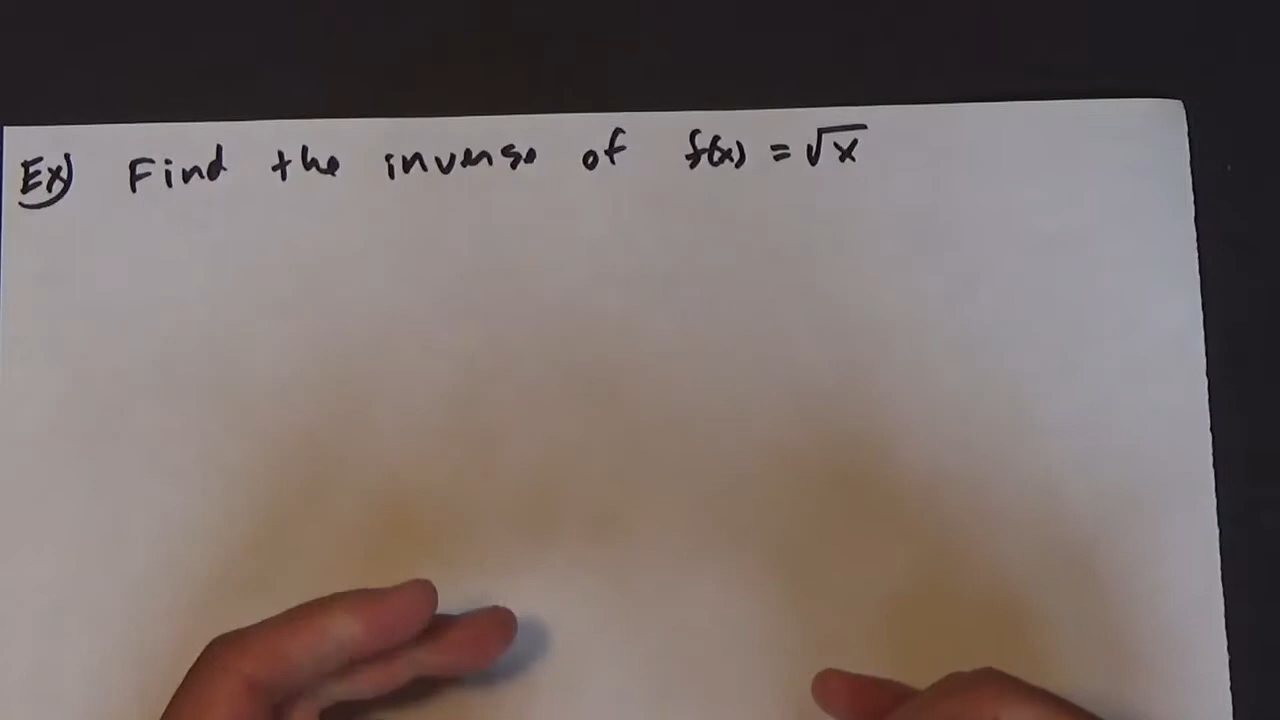 Ex) Find the inverse of f(x) = √x